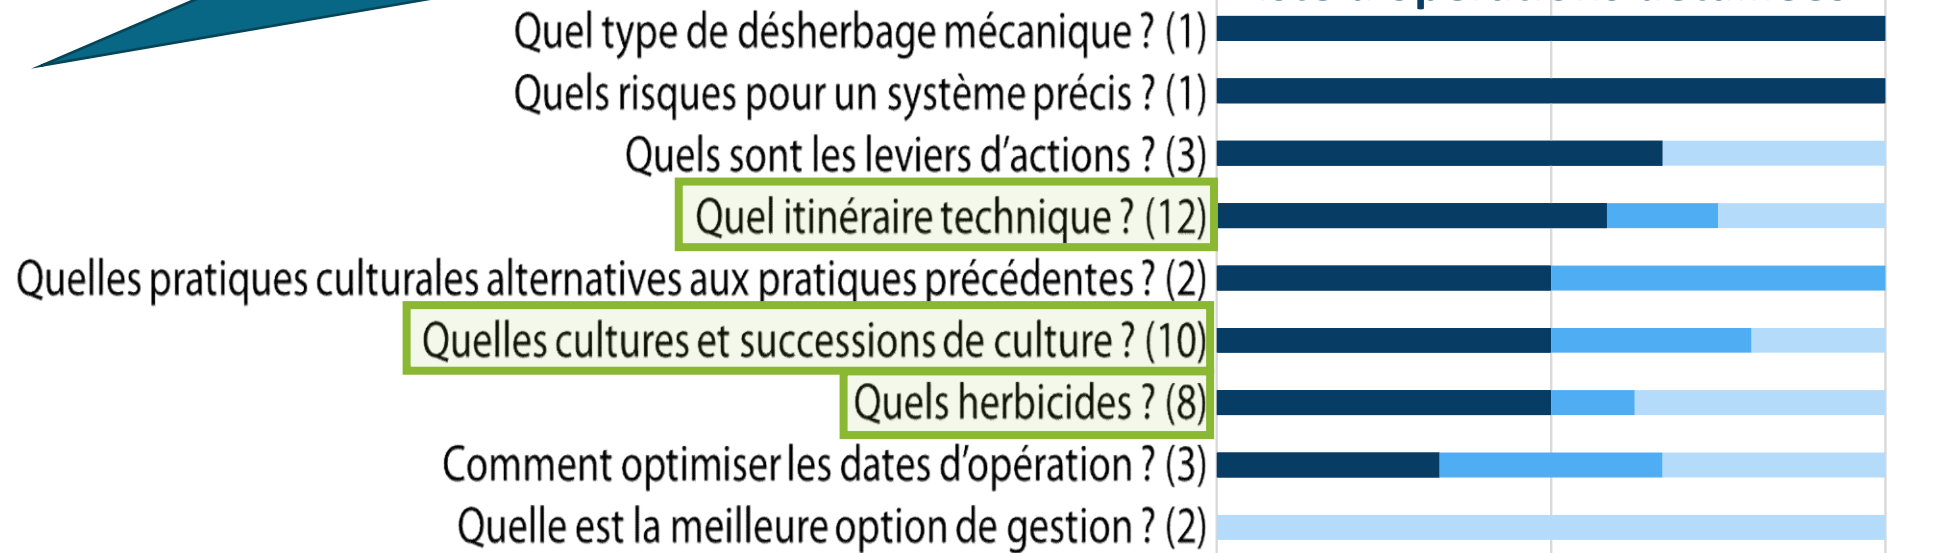 Quel type de désherbage mécanique ? (1)
Quels risques pour un système précis ? (1)
Quels sont les leviers d’actions ? (3)
Quel itinéraire technique ? (12)
Quelles pratiques culturales alternatives aux pratiques précédentes ? (2)
Quelles cultures et successions de culture ? (10)
Quels herbicides ? (8)
Comment optimiser les dates d’opération ? (3)
Quelle est la meilleure option de gestion ? (2)